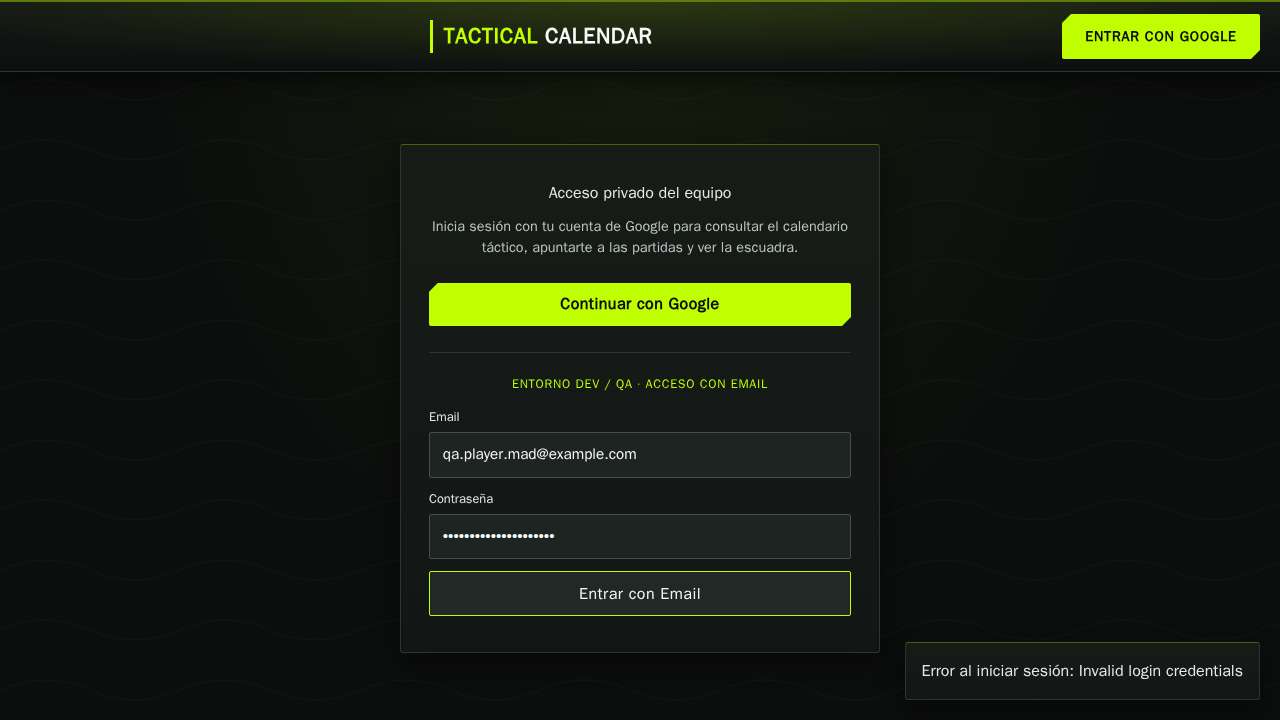 TACTICAL CALENDAR
ENTRAR CON GOOGLE
Acceso privado del equipo
Inicia sesión con tu cuenta de Google para consultar el calendario
táctico, apuntarte a las partidas y ver la escuadra.
Continuar con Google
ENTORNO DEV / QA · ACCESO CON EMAIL
Email
qa.player.mad@example.com
Contraseña
•••••••••••••••••••••
Entrar con Email
Error al iniciar sesión: Invalid login credentials